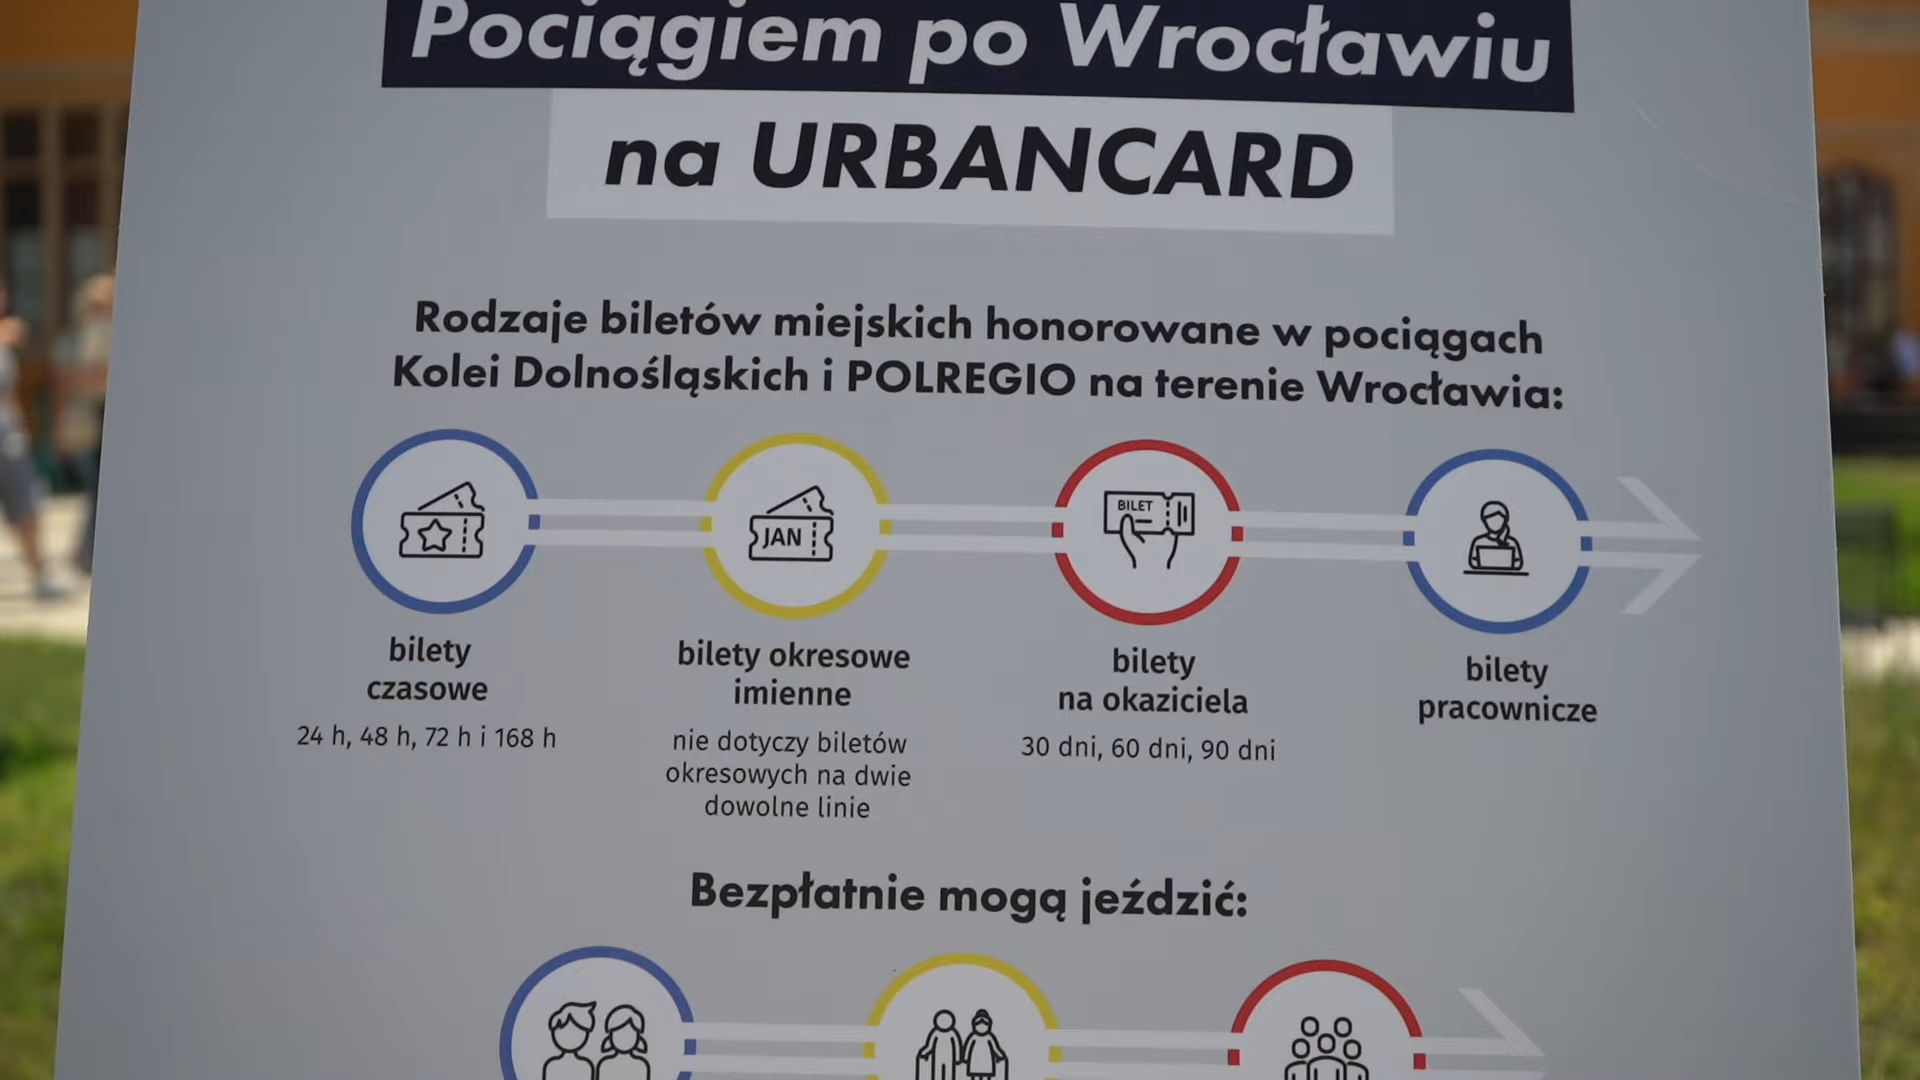 Pociągiem po Wrocławiu
na URBANCARD
Rodzaje biletów miejskich honorowane w pociągach
Kolei Dolnośląskich i POLREGIO na terenie Wrocławia:
JAN
BILET
bilety
czasowe
24 h, 48 h, 72 h i 168 h
bilety okresowe
imienne
nie dotyczy biletów
okresowych na dwie
dowolne linie
bilety
na okaziciela
30 dni, 60 dni, 90 dni
bilety
pracownicze
Bezpłatnie mogą jeździć: